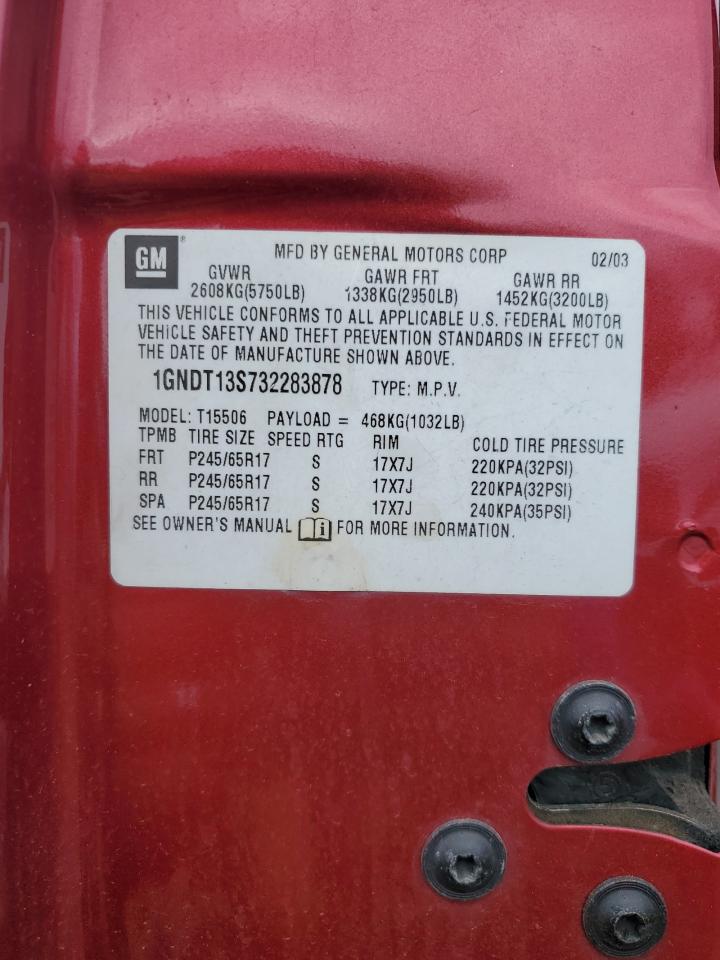 GM ®
MFD BY GENERAL MOTORS CORP 02/03
GVWR GAWR FRT GAWR RR
2608KG(5750LB) 1338KG(2950LB) 1452KG(3200LB)
THIS VEHICLE CONFORMS TO ALL APPLICABLE U.S. FEDERAL MOTOR
VEHICLE SAFETY AND THEFT PREVENTION STANDARDS IN EFFECT ON
THE DATE OF MANUFACTURE SHOWN ABOVE.
1GNDT13S732283878 TYPE: M.P.V.
MODEL: T15506 PAYLOAD = 468KG(1032LB)
TPMB TIRE SIZE SPEED RTG RIM COLD TIRE PRESSURE
FRT P245/65R17 S 17X7J 220KPA(32PSI)
RR P245/65R17 S 17X7J 220KPA(32PSI)
SPA P245/65R17 S 17X7J 240KPA(35PSI)
SEE OWNER'S MANUAL i FOR MORE INFORMATION.